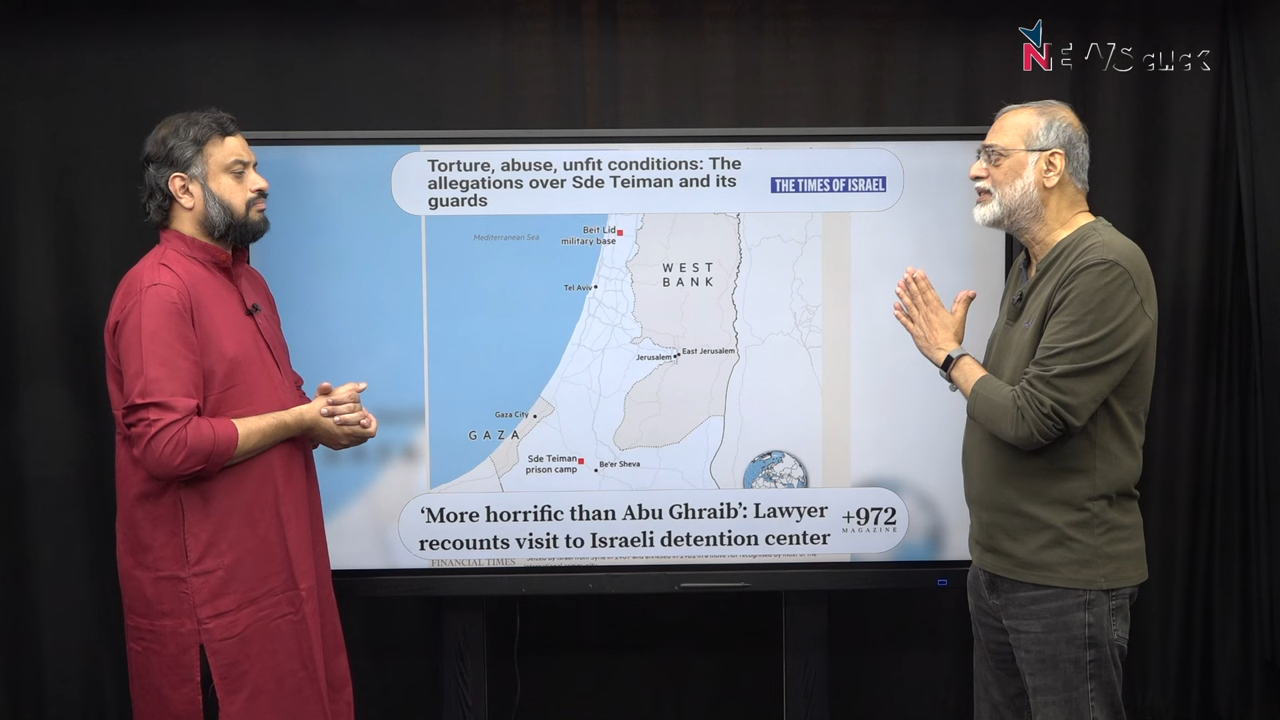 NEWS CLICK
Torture, abuse, unfit conditions: The
allegations over Sde Teiman and its
guards
THE TIMES OF ISRAEL
Mediterranean Sea
Beit Lid
military base
WEST
BANK
Tel Aviv
Jerusalem
East Jerusalem
Gaza City
GAZA
Sde Teiman
prison camp
Be'er Sheva
‘More horrific than Abu Ghraib’: Lawyer
recounts visit to Israeli detention center
+972
MAGAZINE
FINANCIAL TIMES